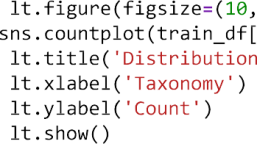 lt.figure(figsize=(10,
sns.countplot(train_df[
lt.title('Distribution
lt.xlabel('Taxonomy')
lt.ylabel('Count')
lt.show()